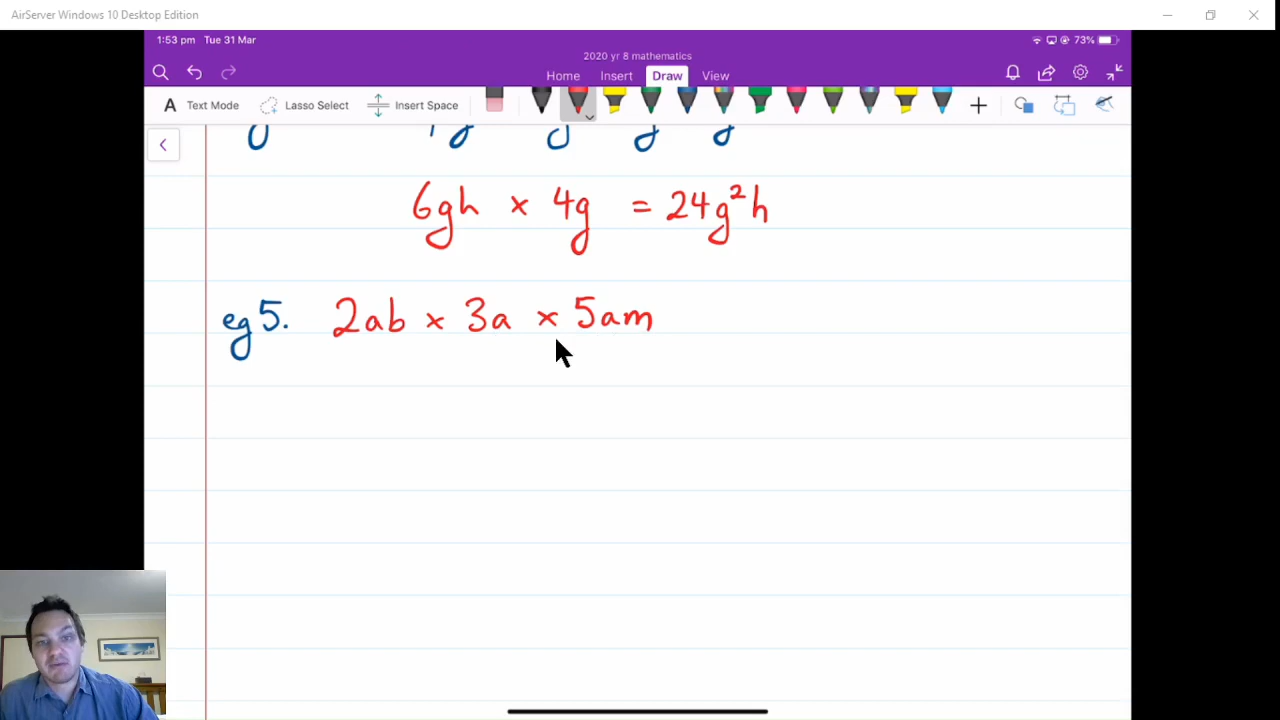 AirServer Windows 10 Desktop Edition
1:53 pm Tue 31 Mar
73%
2020 yr 8 mathematics
Home Insert Draw View
A Text Mode Lasso Select Insert Space
6gh × 4g = 24g²h
eg 5. 2ab × 3a × 5am